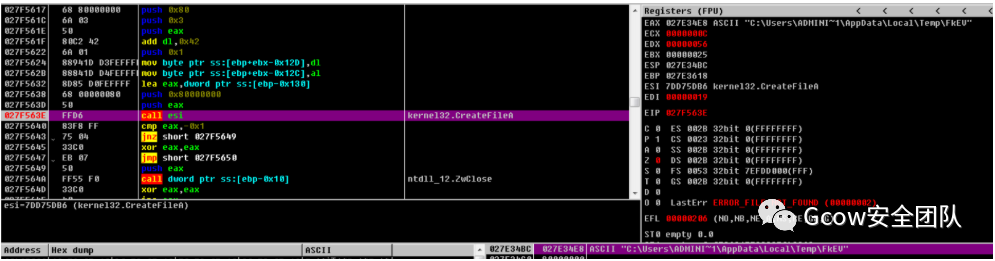 027F5617 68 80000000 push 0x80
027F561C 6A 03 push 0x3
027F561E 50 push eax
027F561F 80C2 42 add dl,0x42
027F5622 6A 01 push 0x1
027F5624 88941D D3FEFFFF mov byte ptr ss:[ebp+ebx-0x12D],dl
027F562B 88841D D4FEFFFF mov byte ptr ss:[ebp+ebx-0x12C],al
027F5632 8D85 D0FEFFFF lea eax,dword ptr ss:[ebp-0x130]
027F5638 68 00000080 push 0x80000000
027F563D 50 push eax
027F563E FFD6 call esi kernel32.CreateFileA
027F5640 83F8 FF cmp eax,-0x1
027F5643 75 04 jnz short 027F5649
027F5645 33C0 xor eax,eax
027F5647 EB 07 jmp short 027F5650
027F5649 50 push eax
027F564A FF55 F0 call dword ptr ss:[ebp-0x10] ntdll_12.ZwClose
027F564D 33C0 xor eax,eax
esi=7DD75DB6 (kernel32.CreateFileA)
Address Hex dump ASCII
Registers (FPU) < < < < <
EAX 027E34E8 ASCII "C:\Users\ADMINI~1\AppData\Local\Temp\FkEV"
ECX 0000000C
EDX 00000056
EBX 00000025
ESP 027E34BC
EBP 027E3618
ESI 7DD75DB6 kernel32.CreateFileA
EDI 00000019
EIP 027F563E
C 0 ES 002B 32bit 0(FFFFFFFF)
P 1 CS 0023 32bit 0(FFFFFFFF)
A 0 SS 002B 32bit 0(FFFFFFFF)
Z 0 DS 002B 32bit 0(FFFFFFFF)
S 0 FS 0053 32bit 7EFDD000(FFF)
T 0 GS 002B 32bit 0(FFFFFFFF)
D 0
O 0 LastErr
EFL 00000206
ST0 empty 0.0
027E34BC 027E34E8 ASCII "C:\Users\ADMINI~1\AppData\Local\Temp\FkEV"
Gcow安全团队